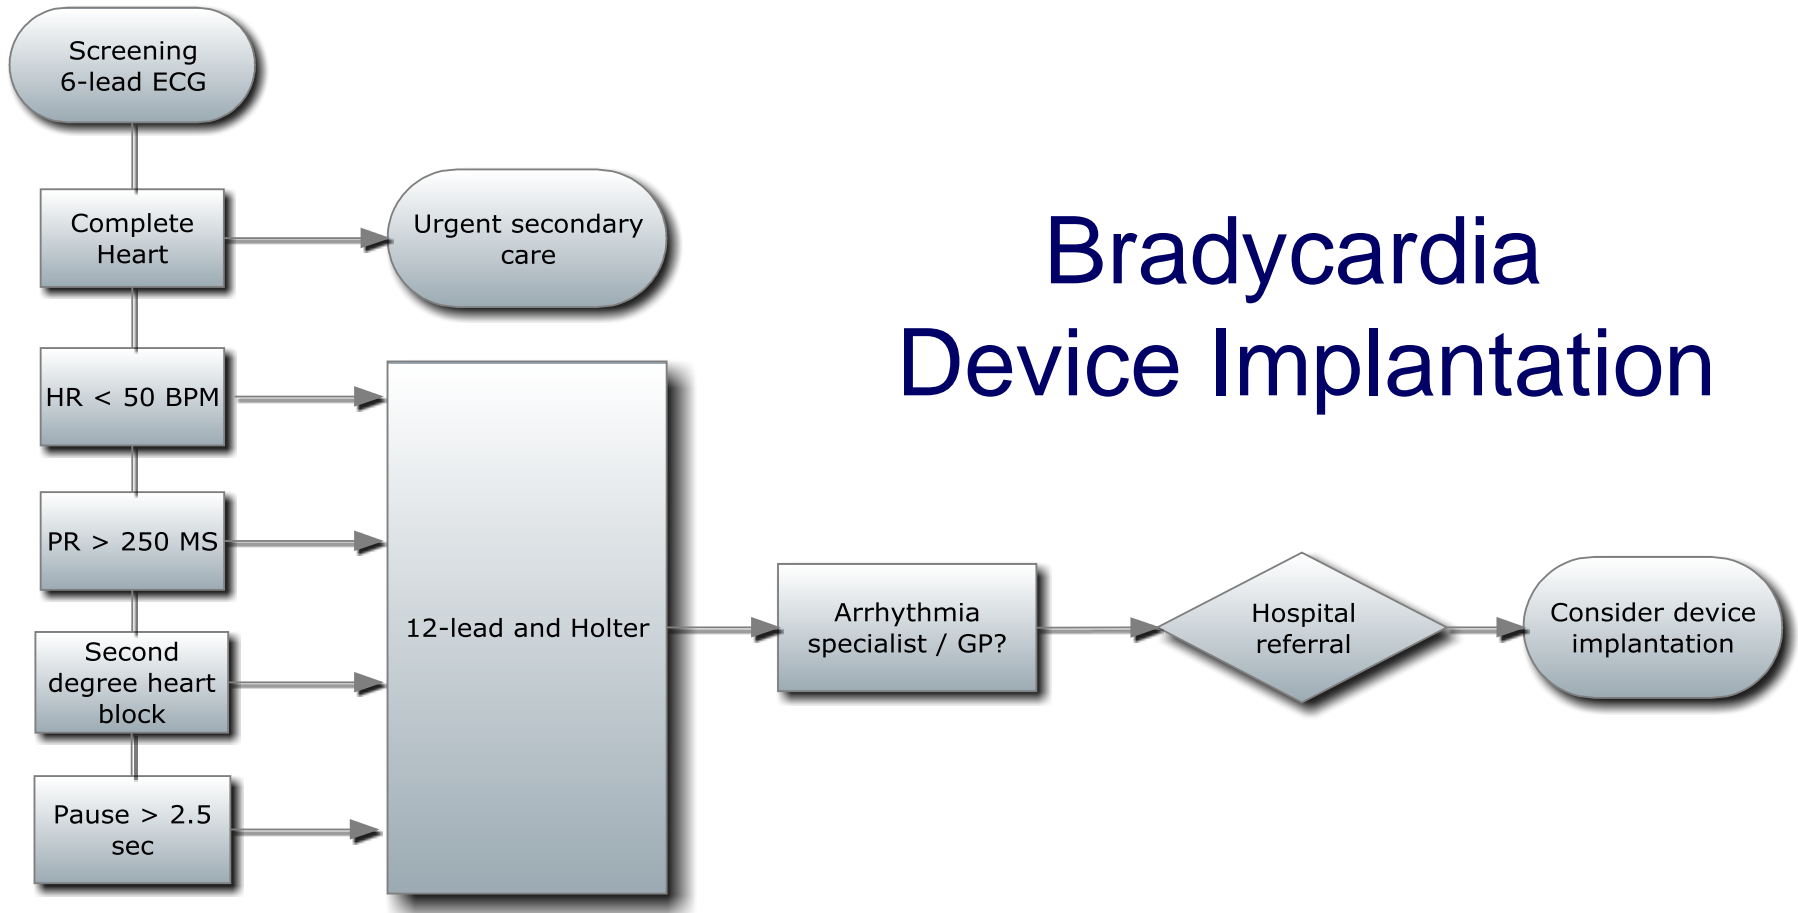 Screening
6-lead ECG
Complete
Heart
Urgent secondary
care
Bradycardia
Device Implantation
HR < 50 BPM
PR > 250 MS
Second
degree heart
block
Pause > 2.5
sec
12-lead and Holter
Arrhythmia
specialist / GP?
Hospital
referral
Consider device
implantation